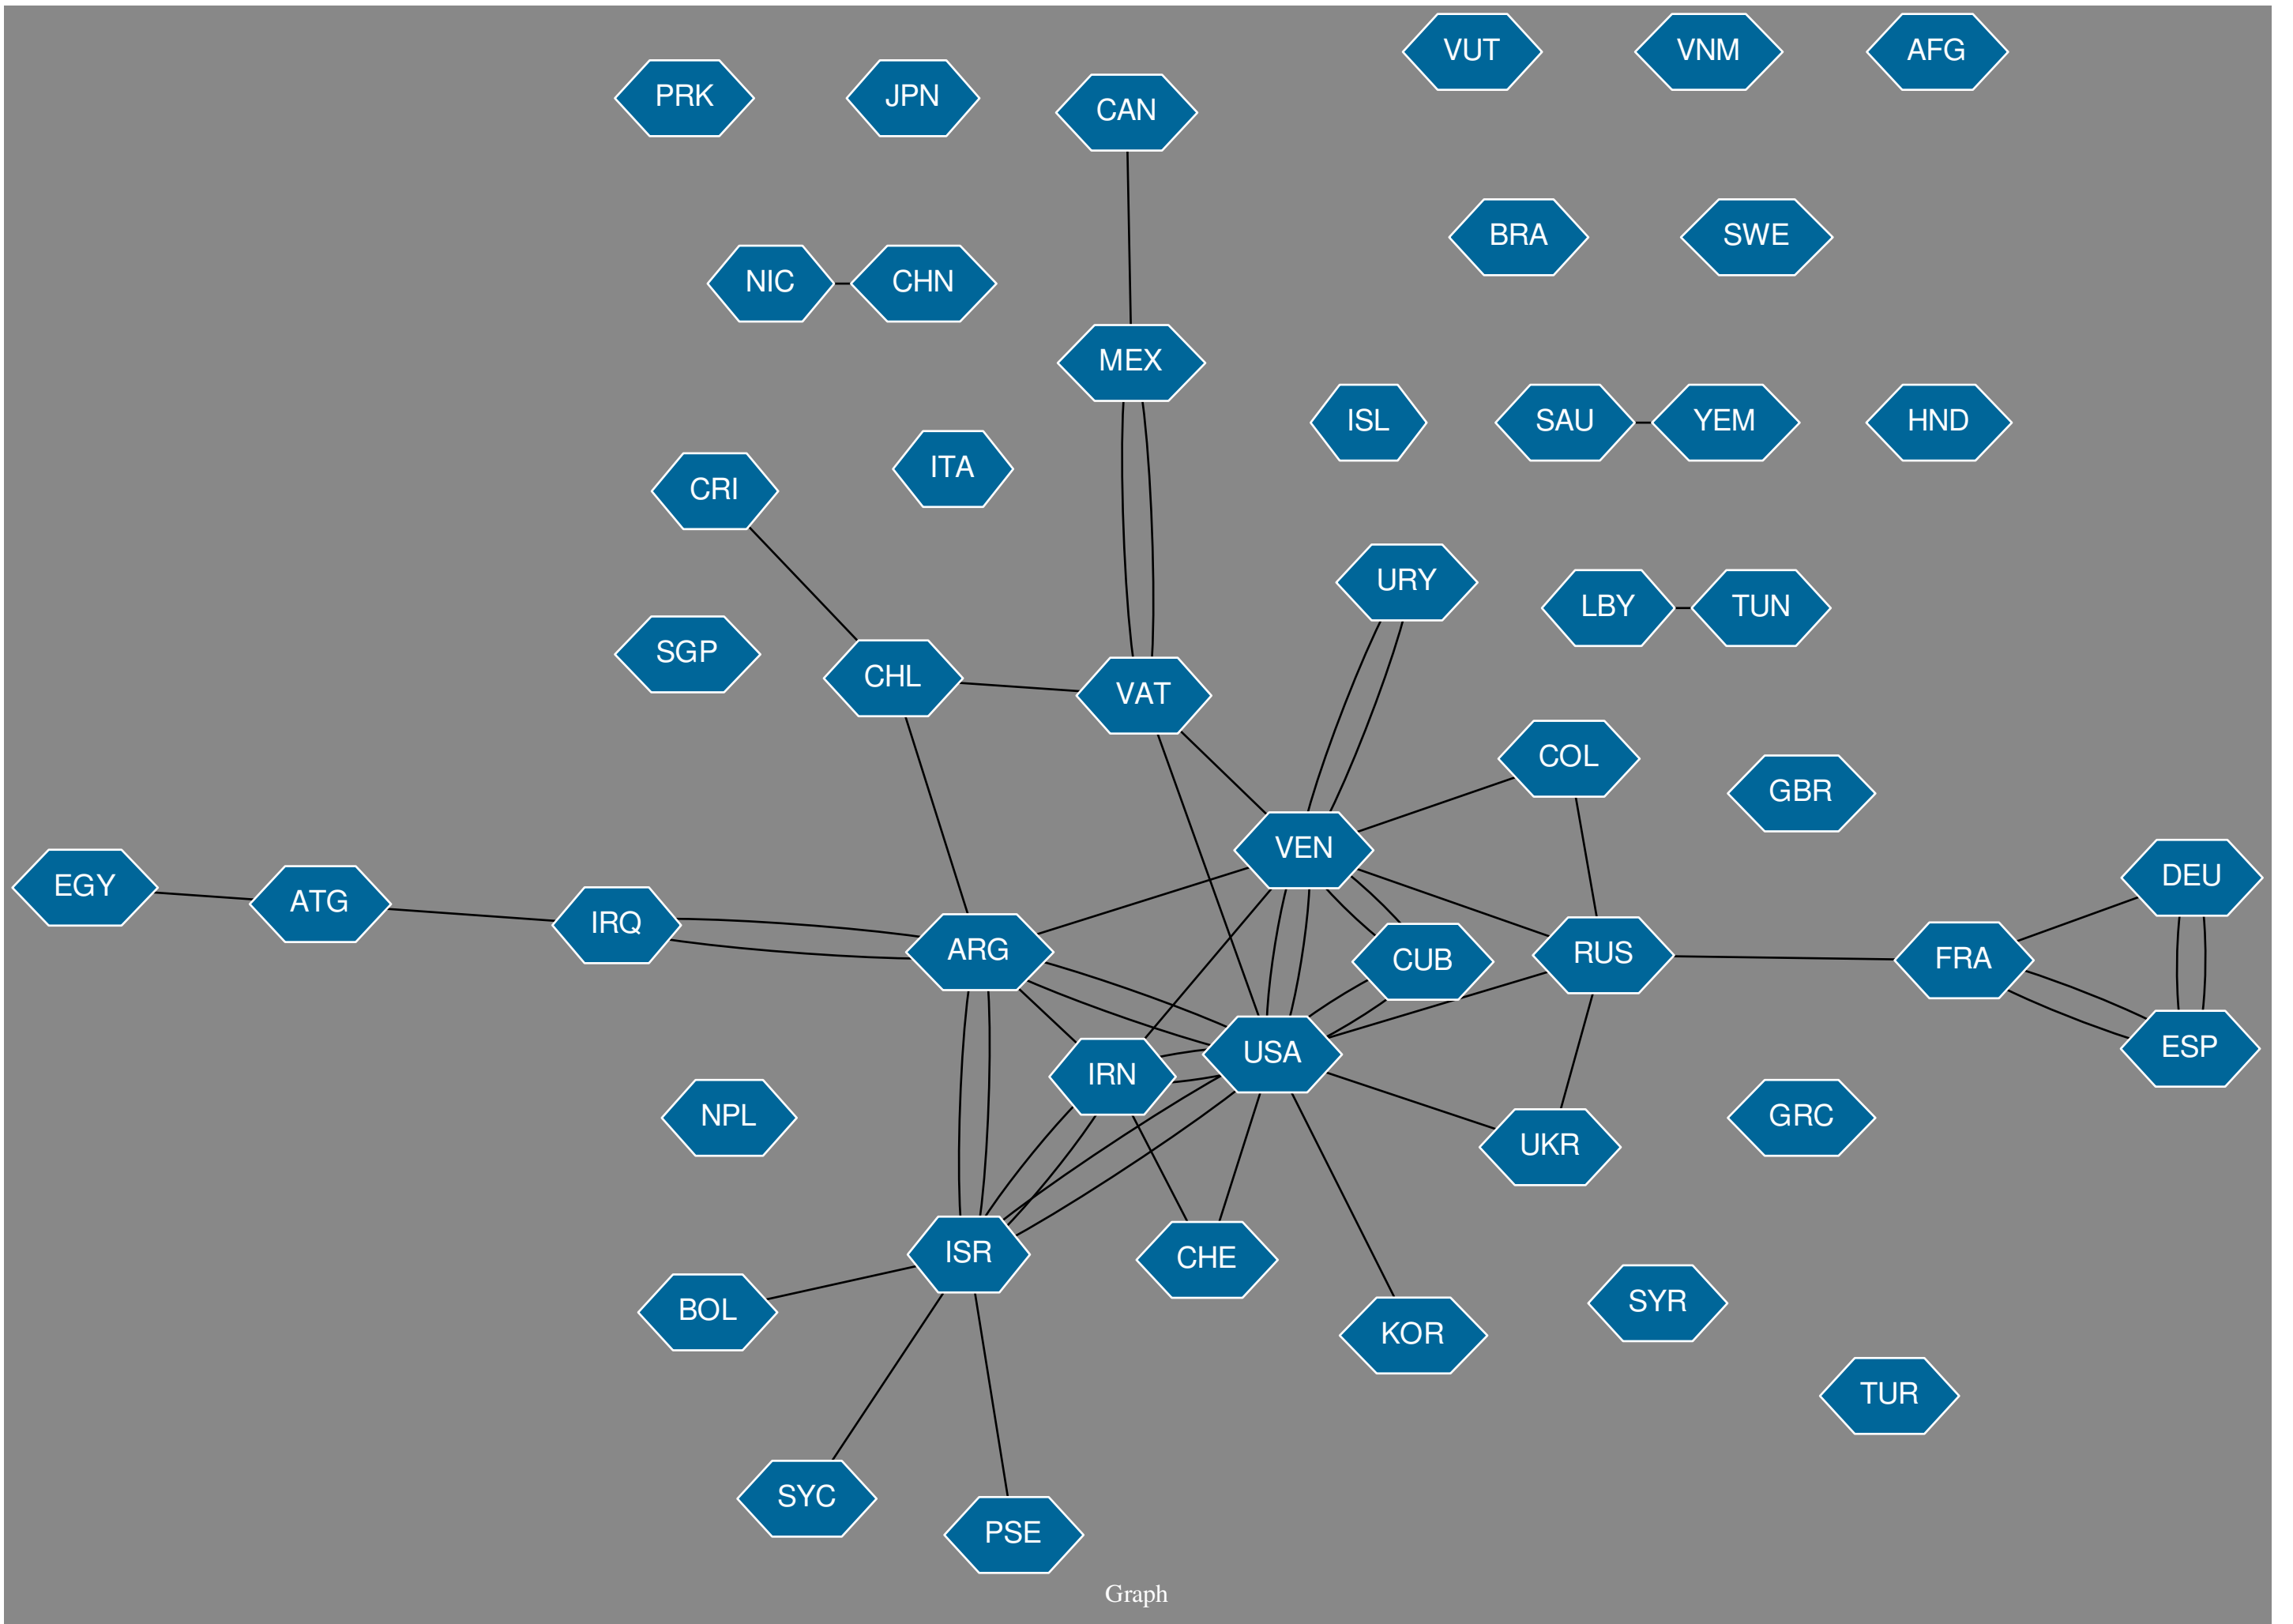 VUT
VNM
AFG
PRK
JPN
CAN
BRA
SWE
NIC
CHN
MEX
ISL
SAU
YEM
HND
ITA
CRI
URY
LBY
TUN
SGP
CHL
VAT
COL
GBR
VEN
DEU
EGY
ATG
IRQ
ARG
CUB
RUS
FRA
USA
ESP
IRN
NPL
GRC
UKR
ISR
CHE
BOL
SYR
KOR
TUR
SYC
PSE
Graph